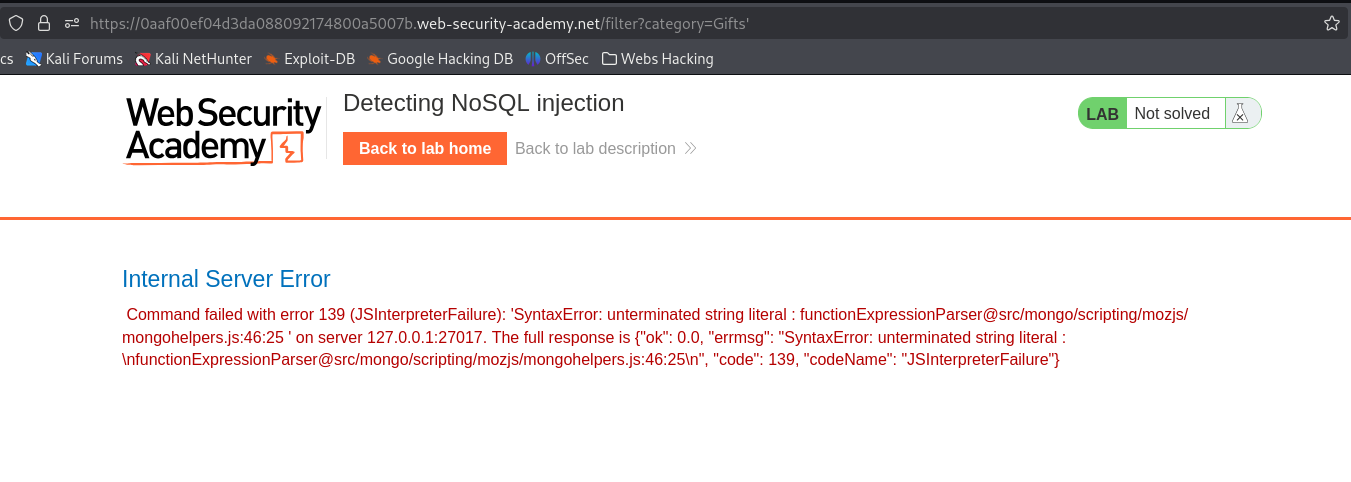 https://0aaf00ef04d3da088092174800a5007b.web-security-academy.net/filter?category=Gifts'
cs Kali Forums Kali NetHunter Exploit-DB Google Hacking DB OffSec Webs Hacking
Web Security
Academy
Detecting NoSQL injection
Back to lab home Back to lab description
LAB Not solved
Internal Server Error
Command failed with error 139 (JSInterpreterFailure): 'SyntaxError: unterminated string literal : functionExpressionParser@src/mongo/scripting/mozjs/
mongohelpers.js:46:25 ' on server 127.0.0.1:27017. The full response is {"ok": 0.0, "errmsg": "SyntaxError: unterminated string literal :
\nfunctionExpressionParser@src/mongo/scripting/mozjs/mongohelpers.js:46:25\n", "code": 139, "codeName": "JSInterpreterFailure"}